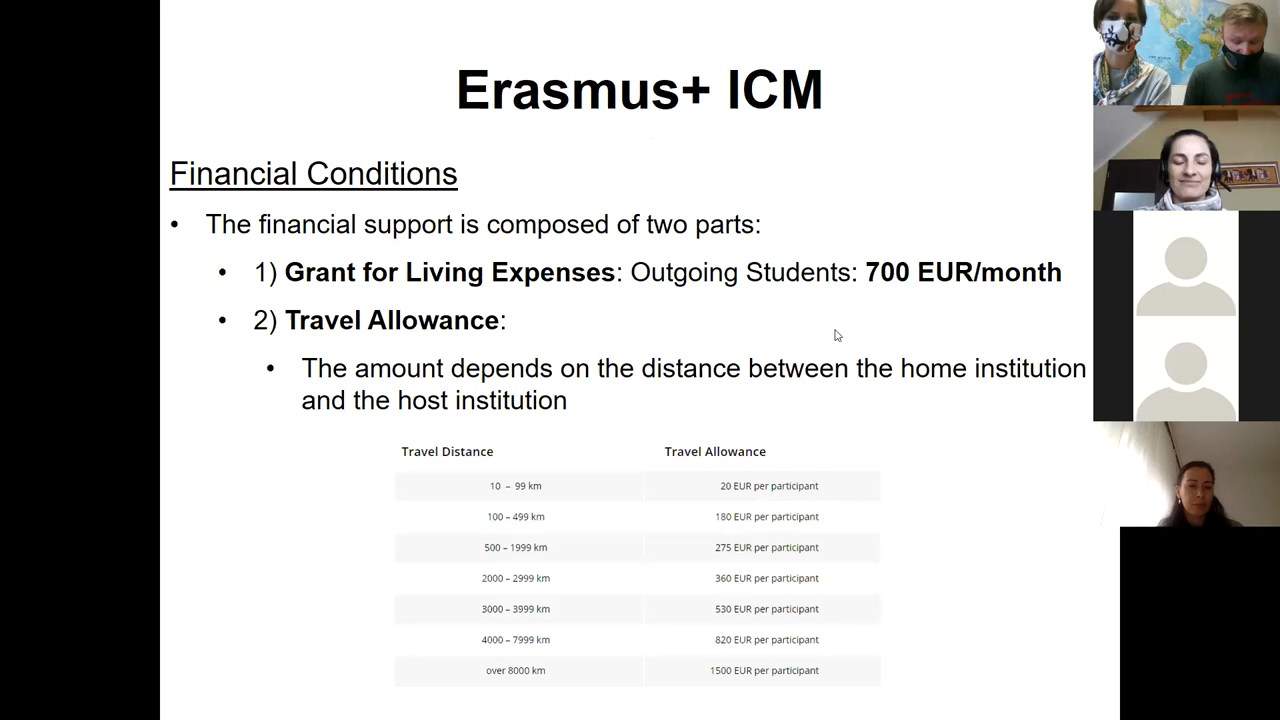 Erasmus+ ICM
Financial Conditions
• The financial support is composed of two parts:
• 1) Grant for Living Expenses: Outgoing Students: 700 EUR/month
• 2) Travel Allowance:
• The amount depends on the distance between the home institution
and the host institution
Travel Distance Travel Allowance
10 – 99 km 20 EUR per participant
100 – 499 km 180 EUR per participant
500 – 1999 km 275 EUR per participant
2000 – 2999 km 360 EUR per participant
3000 – 3999 km 530 EUR per participant
4000 – 7999 km 820 EUR per participant
over 8000 km 1500 EUR per participant